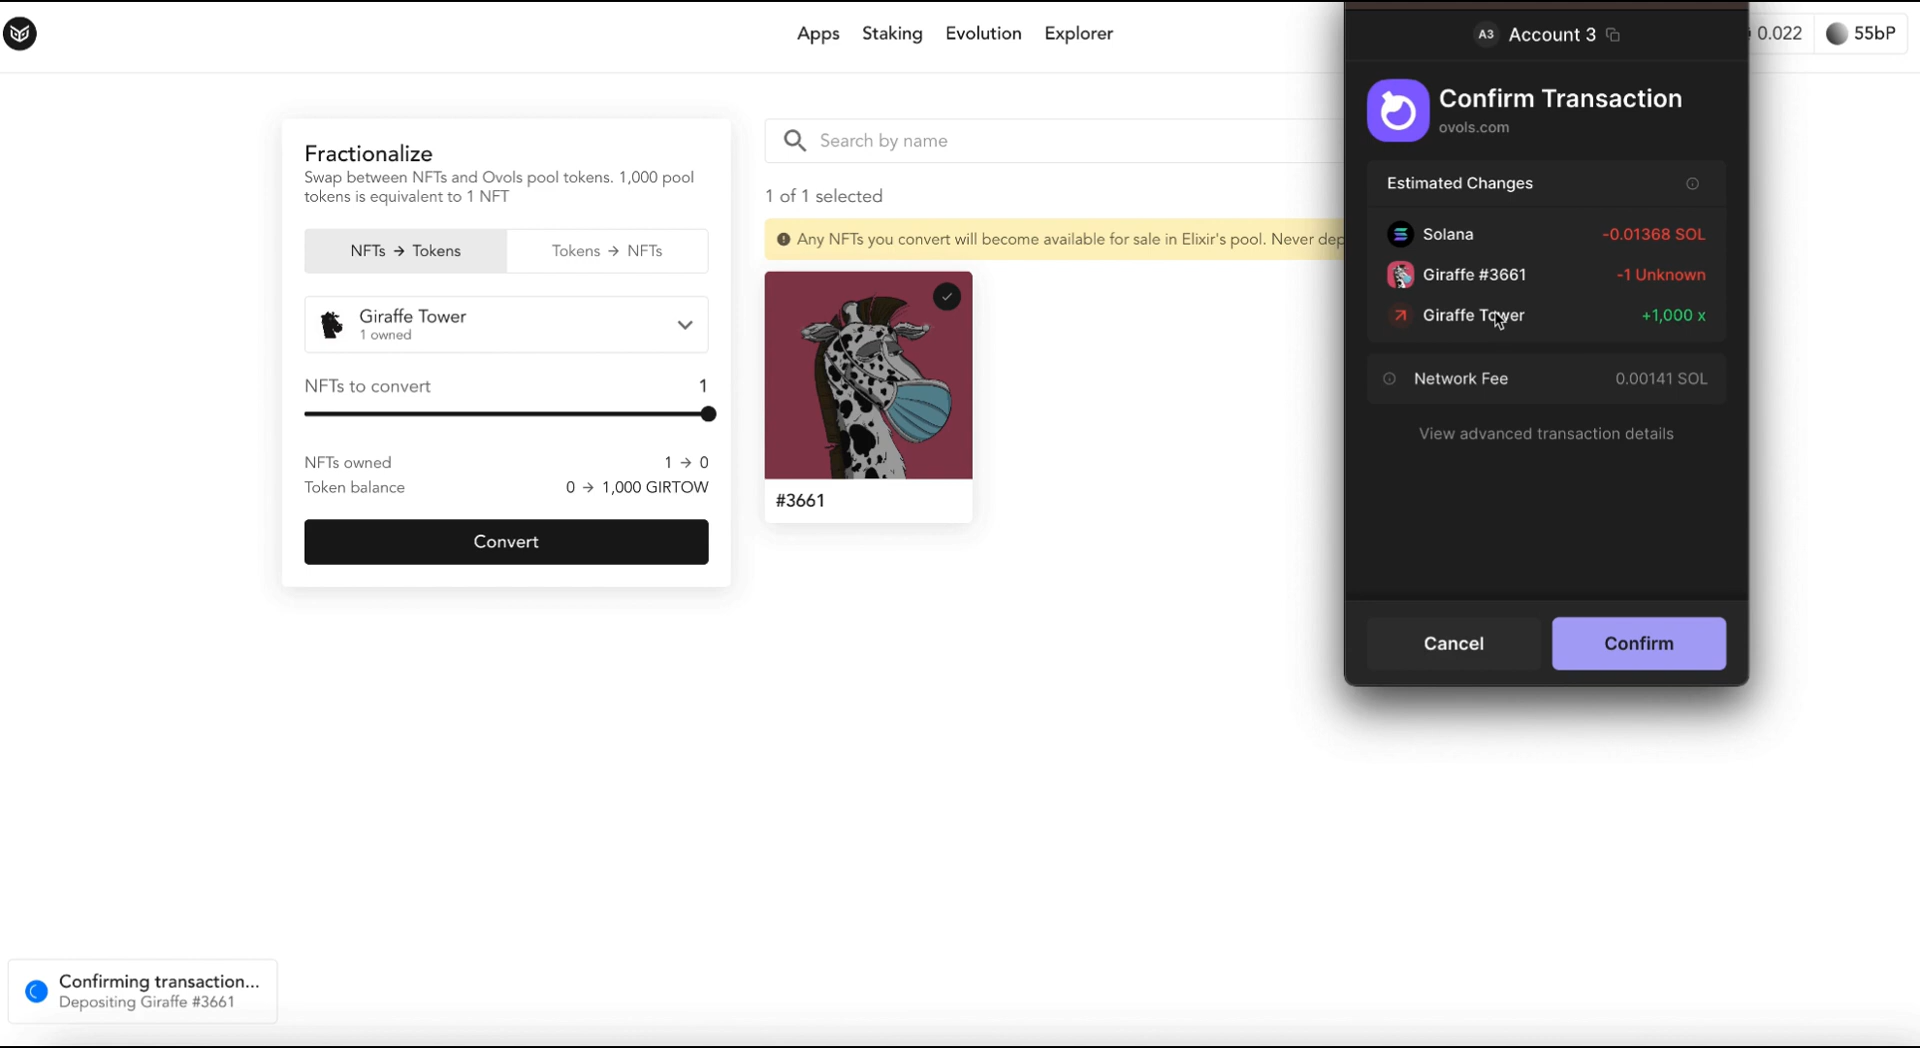 Apps Staking Evolution Explorer
0.022 55bP
Fractionalize
Swap between NFTs and Ovols pool tokens. 1,000 pool
tokens is equivalent to 1 NFT
NFTs → Tokens Tokens → NFTs
Giraffe Tower
1 owned
NFTs to convert 1
NFTs owned 1 → 0
Token balance 0 → 1,000 GIRTOW
Convert
Search by name
1 of 1 selected
Any NFTs you convert will become available for sale in Elixir's pool. Never dep
#3661
A3 Account 3
Confirm Transaction
ovols.com
Estimated Changes
Solana -0.01368 SOL
Giraffe #3661 -1 Unknown
Giraffe Tower +1,000 x
Network Fee 0.00141 SOL
View advanced transaction details
Cancel Confirm
Confirming transaction...
Depositing Giraffe #3661